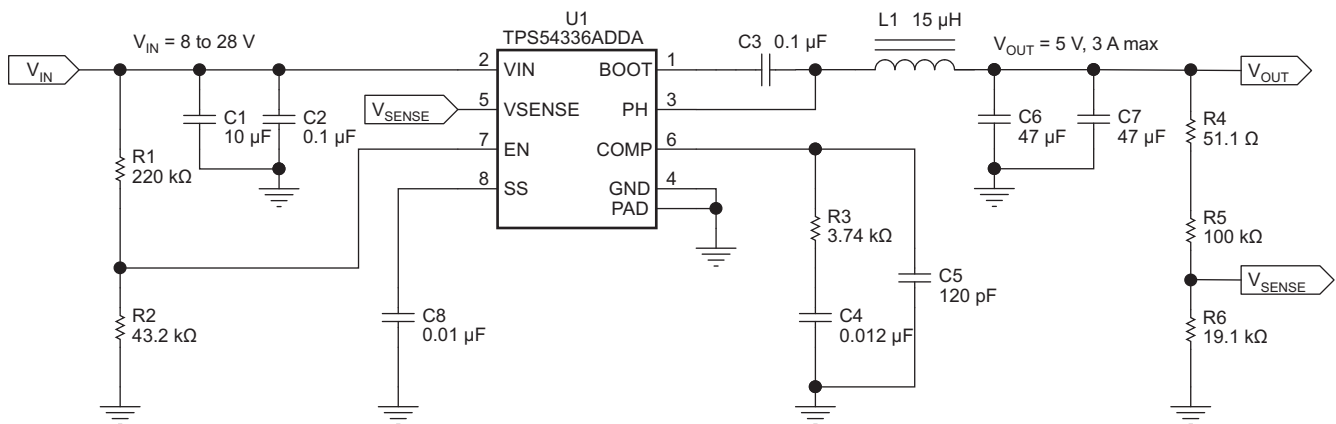 U1
TPS54336ADDA
L1 15 µH
C3 0.1 µF
V_IN = 8 to 28 V
V_OUT = 5 V, 3 A max
V_IN
2 VIN
BOOT 1
V_OUT
V_SENSE
5 VSENSE
PH 3
C1
10 µF
C2
0.1 µF
C6
47 µF
C7
47 µF
R4
51.1 Ω
7 EN
COMP 6
R1
220 kΩ
8 SS
GND 4
PAD
R3
3.74 kΩ
R5
100 kΩ
C5
120 pF
V_SENSE
R2
43.2 kΩ
C8
0.01 µF
C4
0.012 µF
R6
19.1 kΩ